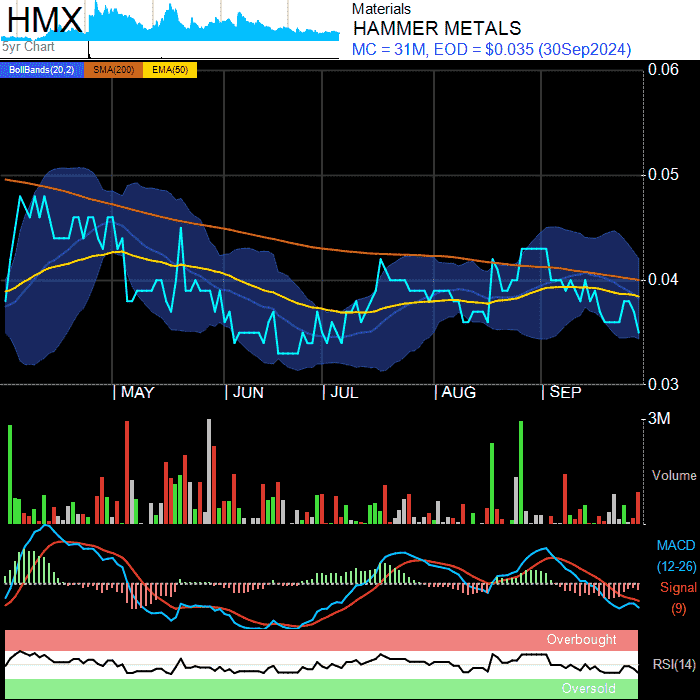 HMX
5yr Chart
Materials
HAMMER METALS
MC = 31M, EOD = $0.035 (30Sep2024)
BollBands(20,2) SMA(200) EMA(50)
0.06
0.05
0.04
0.03
MAY JUN JUL AUG SEP
3M
Volume
MACD
(12-26)
Signal
(9)
Overbought
RSI(14)
Oversold